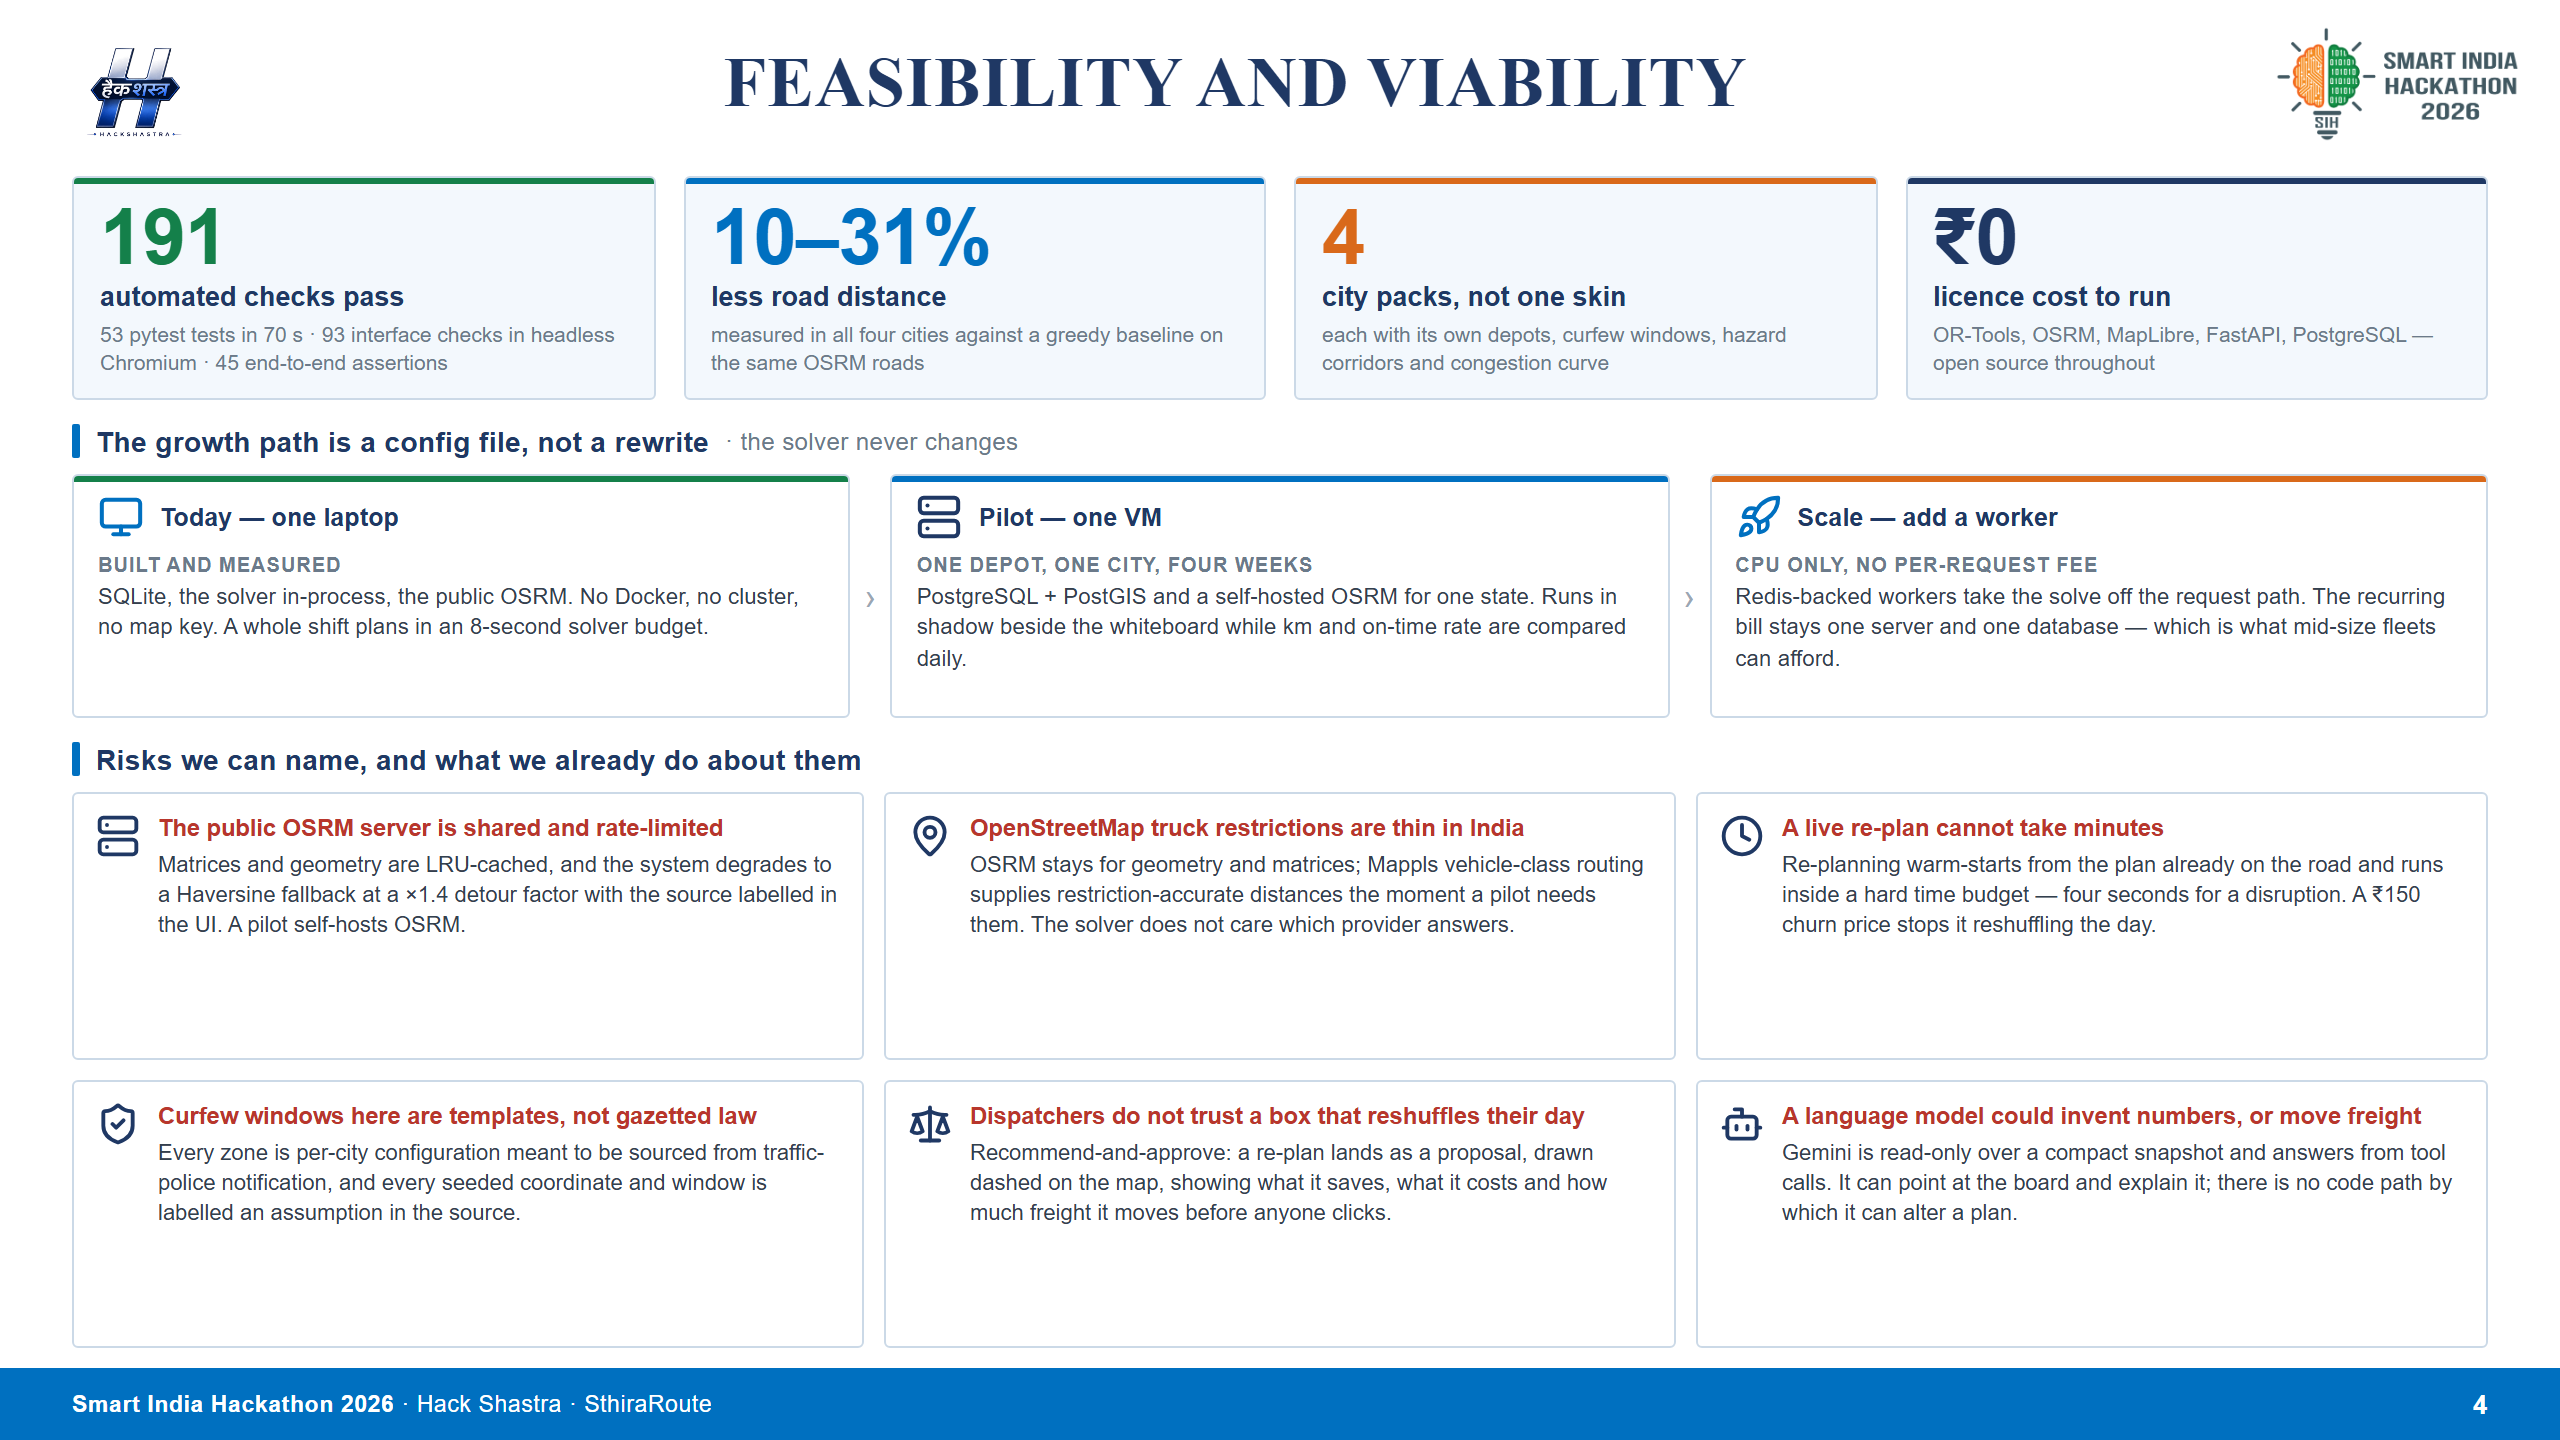 हैकशस्त्र
HACKSHASTRA
FEASIBILITY AND VIABILITY
SIH
SMART INDIA
HACKATHON
2026
191
automated checks pass
53 pytest tests in 70 s · 93 interface checks in headless
Chromium · 45 end-to-end assertions
10–31%
less road distance
measured in all four cities against a greedy baseline on
the same OSRM roads
4
city packs, not one skin
each with its own depots, curfew windows, hazard
corridors and congestion curve
₹0
licence cost to run
OR-Tools, OSRM, MapLibre, FastAPI, PostgreSQL —
open source throughout
The growth path is a config file, not a rewrite · the solver never changes
Today — one laptop
BUILT AND MEASURED
SQLite, the solver in-process, the public OSRM. No Docker, no cluster,
no map key. A whole shift plans in an 8-second solver budget.
›
Pilot — one VM
ONE DEPOT, ONE CITY, FOUR WEEKS
PostgreSQL + PostGIS and a self-hosted OSRM for one state. Runs in
shadow beside the whiteboard while km and on-time rate are compared
daily.
›
Scale — add a worker
CPU ONLY, NO PER-REQUEST FEE
Redis-backed workers take the solve off the request path. The recurring
bill stays one server and one database — which is what mid-size fleets
can afford.
Risks we can name, and what we already do about them
The public OSRM server is shared and rate-limited
Matrices and geometry are LRU-cached, and the system degrades to
a Haversine fallback at a ×1.4 detour factor with the source labelled in
the UI. A pilot self-hosts OSRM.
OpenStreetMap truck restrictions are thin in India
OSRM stays for geometry and matrices; Mappls vehicle-class routing
supplies restriction-accurate distances the moment a pilot needs
them. The solver does not care which provider answers.
A live re-plan cannot take minutes
Re-planning warm-starts from the plan already on the road and runs
inside a hard time budget — four seconds for a disruption. A ₹150
churn price stops it reshuffling the day.
Curfew windows here are templates, not gazetted law
Every zone is per-city configuration meant to be sourced from traffic-
police notification, and every seeded coordinate and window is
labelled an assumption in the source.
Dispatchers do not trust a box that reshuffles their day
Recommend-and-approve: a re-plan lands as a proposal, drawn
dashed on the map, showing what it saves, what it costs and how
much freight it moves before anyone clicks.
A language model could invent numbers, or move freight
Gemini is read-only over a compact snapshot and answers from tool
calls. It can point at the board and explain it; there is no code path by
which it can alter a plan.
Smart India Hackathon 2026 · Hack Shastra · SthiraRoute
4